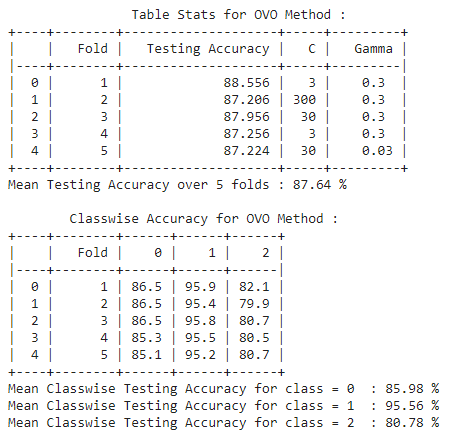 Table Stats for OVO Method :
+----+--------+--------------------+-----+---------+
|    |   Fold |   Testing Accuracy |   C |   Gamma |
|----+--------+--------------------+-----+---------|
|  0 |      1 |             88.556 |   3 |    0.3  |
|  1 |      2 |             87.206 | 300 |    0.3  |
|  2 |      3 |             87.956 |  30 |    0.3  |
|  3 |      4 |             87.256 |   3 |    0.3  |
|  4 |      5 |             87.224 |  30 |    0.03 |
+----+--------+--------------------+-----+---------+
Mean Testing Accuracy over 5 folds : 87.64 %
Classwise Accuracy for OVO Method :
+----+--------+------+------+------+
|    |   Fold |    0 |    1 |    2 |
|----+--------+------+------+------|
|  0 |      1 | 86.5 | 95.9 | 82.1 |
|  1 |      2 | 86.5 | 95.4 | 79.9 |
|  2 |      3 | 86.5 | 95.8 | 80.7 |
|  3 |      4 | 85.3 | 95.5 | 80.5 |
|  4 |      5 | 85.1 | 95.2 | 80.7 |
+----+--------+------+------+------+
Mean Classwise Testing Accuracy for class = 0  : 85.98 %
Mean Classwise Testing Accuracy for class = 1  : 95.56 %
Mean Classwise Testing Accuracy for class = 2  : 80.78 %